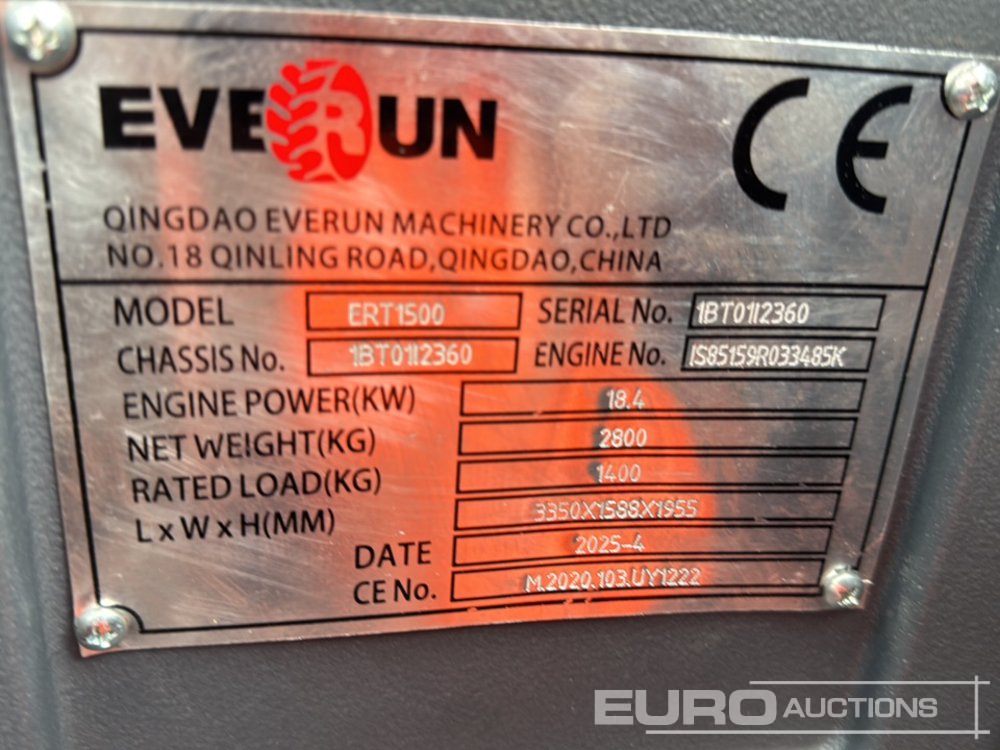 EVERUN CE
QINGDAO EVERUN MACHINERY CO.,LTD
NO.18 QINLING ROAD,QINGDAO,CHINA
MODEL ERT1500 SERIAL No. 1BT01I2360
CHASSIS No. 1BT01I2360 ENGINE No. IS85159R033485K
ENGINE POWER(KW) 18.4
NET WEIGHT(KG) 2800
RATED LOAD(KG) 1400
L x W x H(MM) 3350X1588X1955
DATE 2025-4
CE No. M.2020.103.UY1222
EURO AUCTIONS